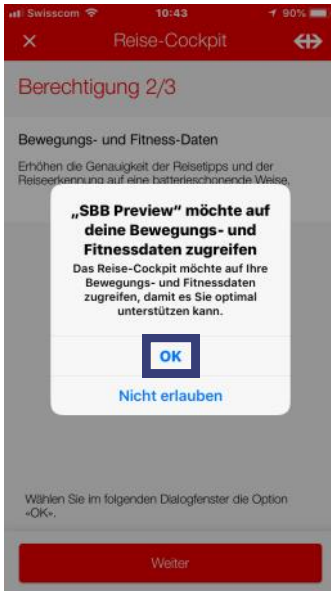 Swisscom 10:43 90%
Reise-Cockpit
Berechtigung 2/3
Bewegungs- und Fitness-Daten
Erhöhen die Genauigkeit der Reisetipps und der
Reiseerkennung auf eine batterieschonende Weise,
„SBB Preview“ möchte auf
deine Bewegungs- und
Fitnessdaten zugreifen
Das Reise-Cockpit möchte auf Ihre
Bewegungs- und Fitnessdaten
zugreifen, damit es Sie optimal
unterstützen kann.
OK
Nicht erlauben
Wählen Sie im folgenden Dialogfenster die Option
«OK».
Weiter